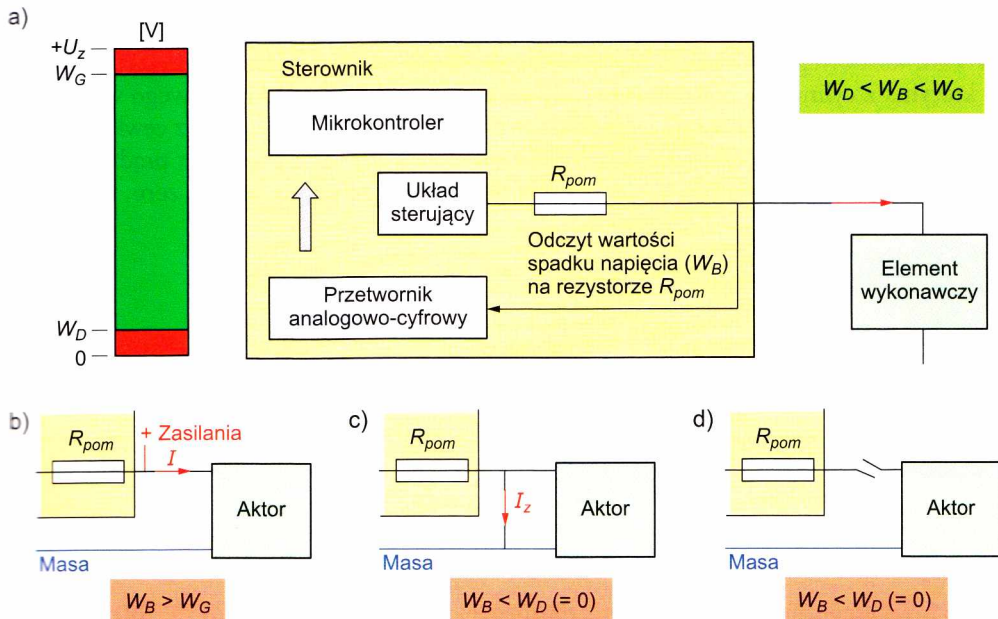 a)
[V]
+U_z
W_G
W_D
0
Sterownik
Mikrokontroler
Układ
sterujący
R_pom
Odczyt wartości
spadku napięcia (W_B)
na rezystorze R_pom
Przetwornik
analogowo-cyfrowy
W_D < W_B < W_G
Element
wykonawczy
b)
R_pom
+ Zasilania
I
Aktor
Masa
W_B > W_G
c)
R_pom
I_z
Aktor
Masa
W_B < W_D (= 0)
d)
R_pom
Aktor
Masa
W_B < W_D (= 0)